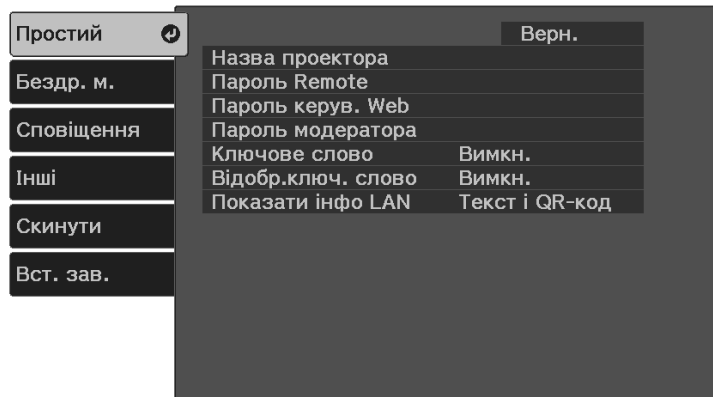 Простий
Бездр. м.
Сповіщення
Інші
Скинути
Вст. зав.
Верн.
Назва проектора
Пароль Remote
Пароль керув. Web
Пароль модератора
Ключове слово Вимкн.
Відобр.ключ. слово Вимкн.
Показати інфо LAN Текст і QR-код